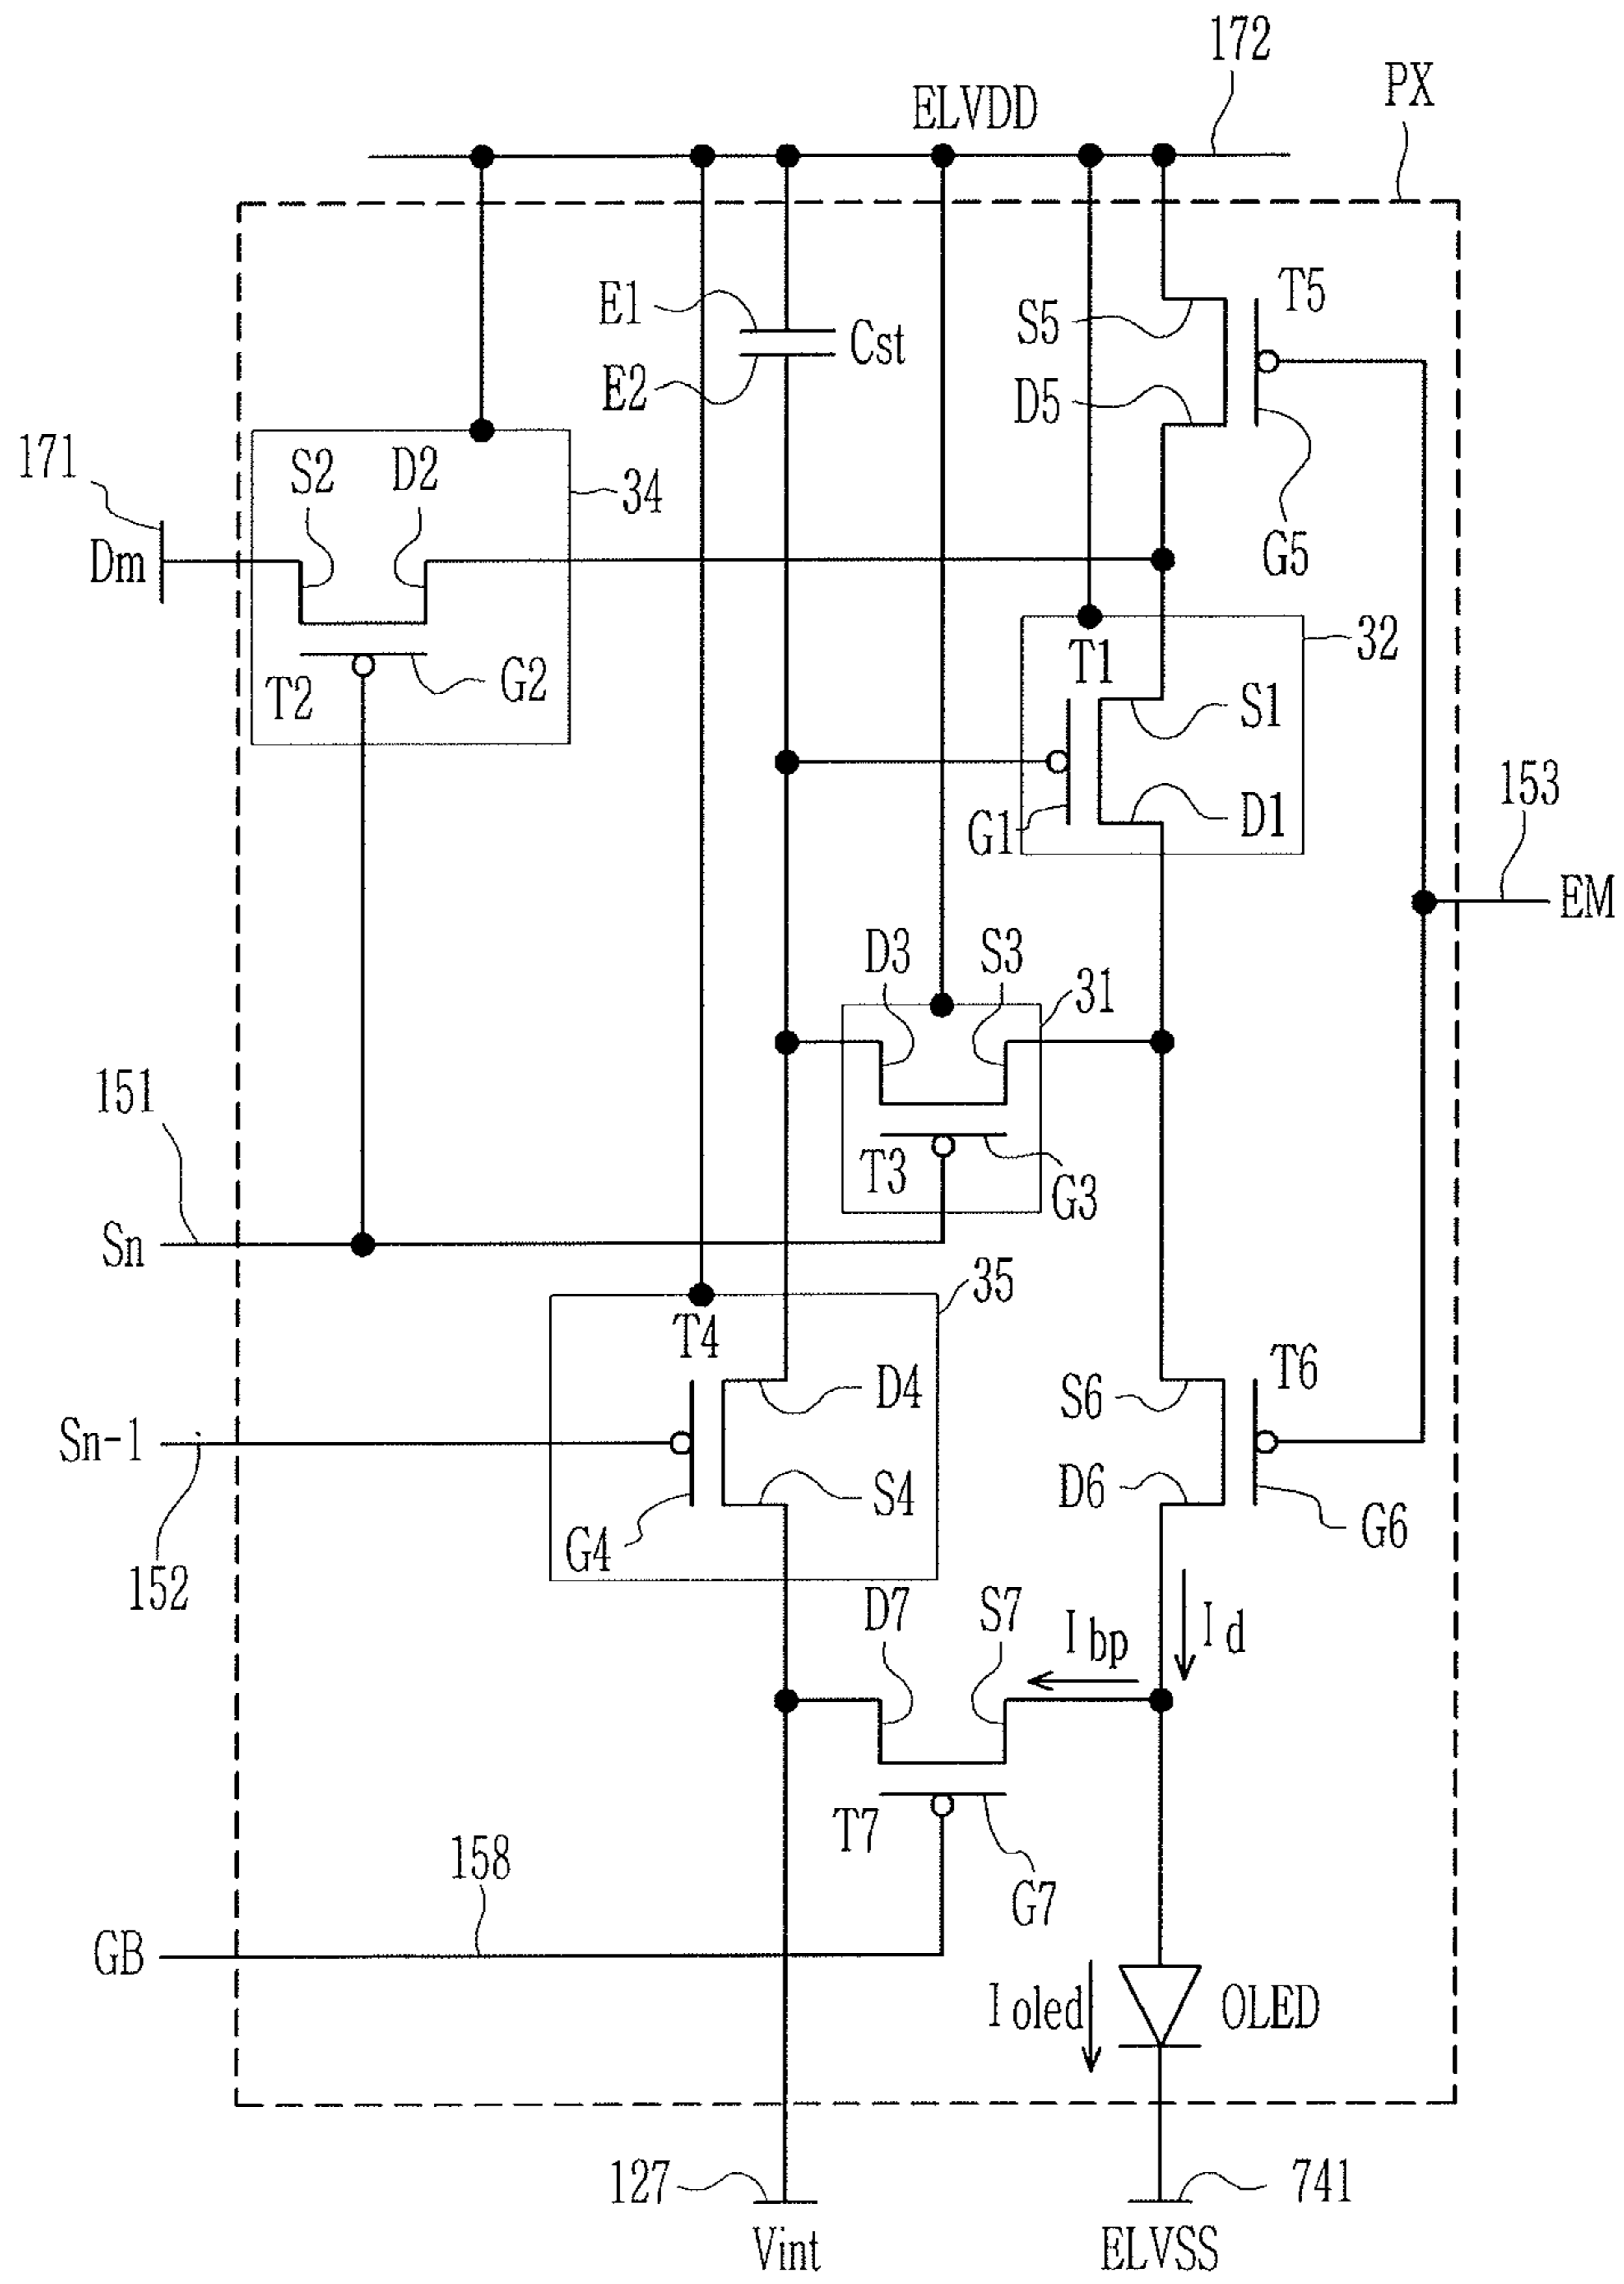 172
PX
ELVDD
E1
Cst
E2
T5
S5
D5
G5
171
Dm
S2
D2
34
T2
G2
T1
32
S1
G1
D1
153
EM
D3
S3
31
151
T3
G3
Sn
35
T4
D4
S6
T6
Sn-1
S4
D6
G4
G6
152
D7
S7
I bp
I d
T7
G7
158
GB
I oled
OLED
127
Vint
741
ELVSS